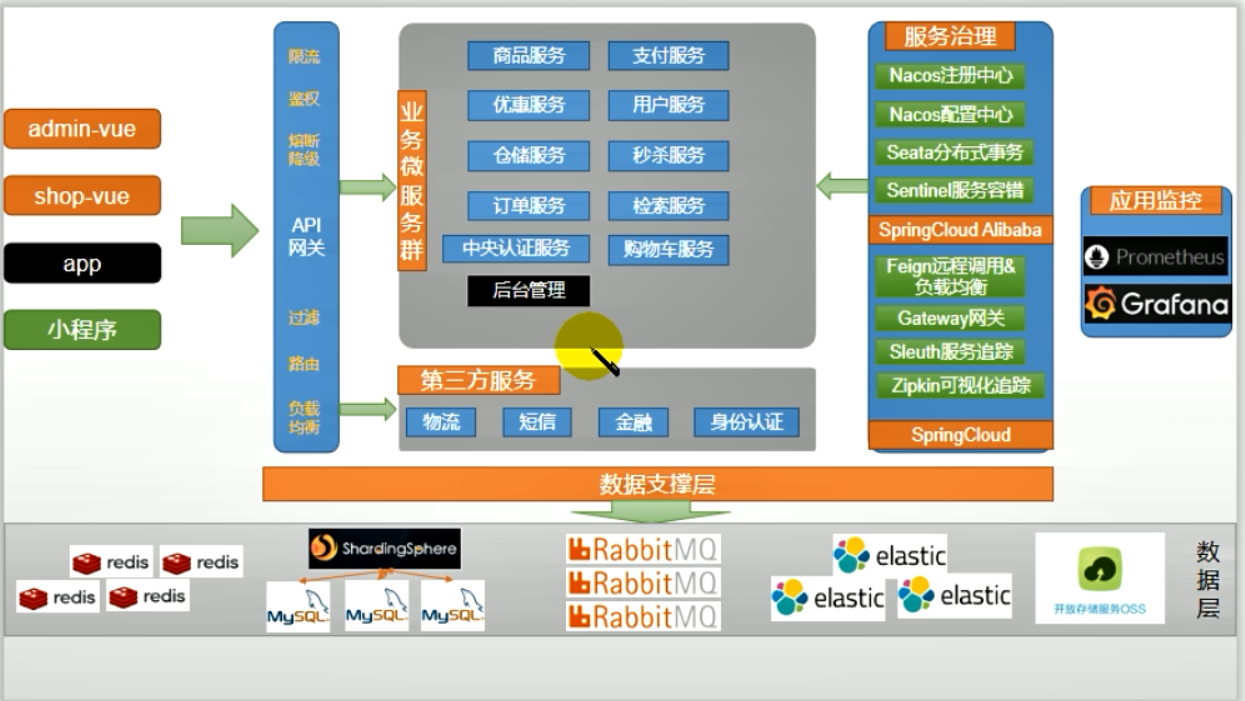 admin-vue
shop-vue
app
小程序
限流
鉴权
熔断
降级
API
网关
过滤
路由
负载
均衡
业务微服务群
商品服务
支付服务
优惠服务
用户服务
仓储服务
秒杀服务
订单服务
检索服务
中央认证服务
购物车服务
后台管理
第三方服务
物流
短信
金融
身份认证
服务治理
Nacos注册中心
Nacos配置中心
Seata分布式事务
Sentinel服务容错
SpringCloud Alibaba
Feign远程调用&
负载均衡
Gateway网关
Sleuth服务追踪
Zipkin可视化追踪
SpringCloud
应用监控
Prometheus
Grafana
数据支撑层
redis
redis
redis
redis
ShardingSphere
MySQL
MySQL
MySQL
RabbitMQ
RabbitMQ
RabbitMQ
elastic
elastic
elastic
开放存储服务OSS
数据层